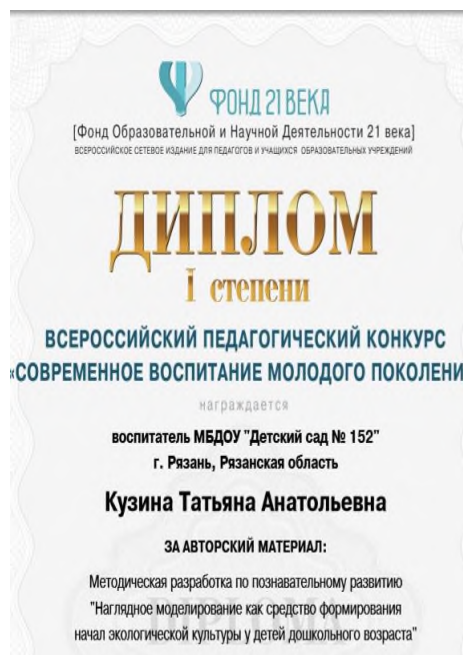 ФОНД 21 ВЕКА
[Фонд Образовательной и Научной Деятельности 21 века]
ВСЕРОССИЙСКОЕ СЕТЕВОЕ ИЗДАНИЕ ДЛЯ ПЕДАГОГОВ И УЧАЩИХСЯ ОБРАЗОВАТЕЛЬНЫХ УЧРЕЖДЕНИЙ
ДИПЛОМ
I степени
ВСЕРОССИЙСКИЙ ПЕДАГОГИЧЕСКИЙ КОНКУРС
«СОВРЕМЕННОЕ ВОСПИТАНИЕ МОЛОДОГО ПОКОЛЕНИ
награждается
воспитатель МБДОУ "Детский сад № 152"
г. Рязань, Рязанская область
Кузина Татьяна Анатольевна
ЗА АВТОРСКИЙ МАТЕРИАЛ:
Методическая разработка по познавательному развитию
"Наглядное моделирование как средство формирования
DIPLOMA
начал экологической культуры у детей дошкольного возраста"